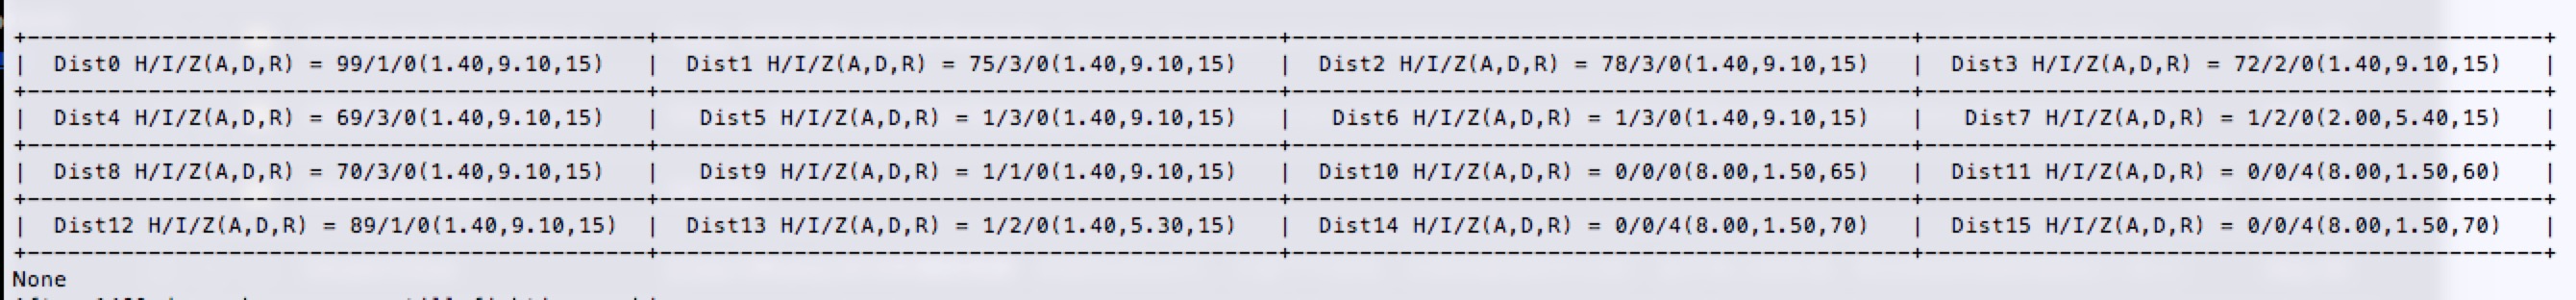 +----------------------------------------------+----------------------------------------------+----------------------------------------------+----------------------------------------------+
|  Dist0 H/I/Z(A,D,R) = 99/1/0(1.40,9.10,15)   |  Dist1 H/I/Z(A,D,R) = 75/3/0(1.40,9.10,15)   |  Dist2 H/I/Z(A,D,R) = 78/3/0(1.40,9.10,15)   |  Dist3 H/I/Z(A,D,R) = 72/2/0(1.40,9.10,15)   |
+----------------------------------------------+----------------------------------------------+----------------------------------------------+----------------------------------------------+
|  Dist4 H/I/Z(A,D,R) = 69/3/0(1.40,9.10,15)   |   Dist5 H/I/Z(A,D,R) = 1/3/0(1.40,9.10,15)   |   Dist6 H/I/Z(A,D,R) = 1/3/0(1.40,9.10,15)   |   Dist7 H/I/Z(A,D,R) = 1/2/0(2.00,5.40,15)   |
+----------------------------------------------+----------------------------------------------+----------------------------------------------+----------------------------------------------+
|  Dist8 H/I/Z(A,D,R) = 70/3/0(1.40,9.10,15)   |   Dist9 H/I/Z(A,D,R) = 1/1/0(1.40,9.10,15)   |  Dist10 H/I/Z(A,D,R) = 0/0/0(8.00,1.50,65)   |  Dist11 H/I/Z(A,D,R) = 0/0/4(8.00,1.50,60)   |
+----------------------------------------------+----------------------------------------------+----------------------------------------------+----------------------------------------------+
|  Dist12 H/I/Z(A,D,R) = 89/1/0(1.40,9.10,15)  |  Dist13 H/I/Z(A,D,R) = 1/2/0(1.40,5.30,15)   |  Dist14 H/I/Z(A,D,R) = 0/0/4(8.00,1.50,70)   |  Dist15 H/I/Z(A,D,R) = 0/0/4(8.00,1.50,70)   |
+----------------------------------------------+----------------------------------------------+----------------------------------------------+----------------------------------------------+
None